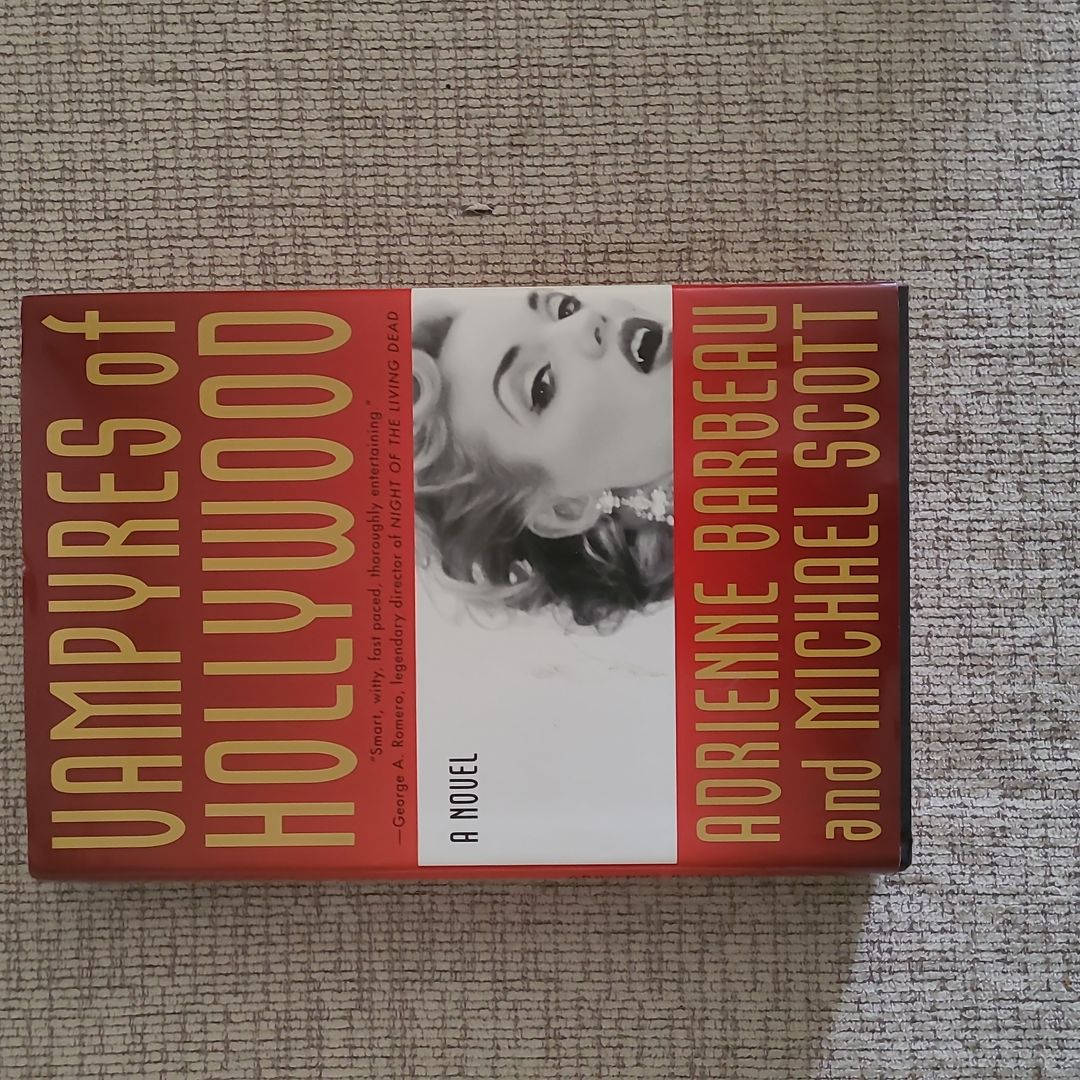 VAMPYRES of
HOLLYWOOD
"Smart, witty, fast paced, thoroughly entertaining."
—George A. Romero, legendary director of NIGHT OF THE LIVING DEAD
A NOVEL
ADRIENNE BARBEAU
and MICHAEL SCOTT